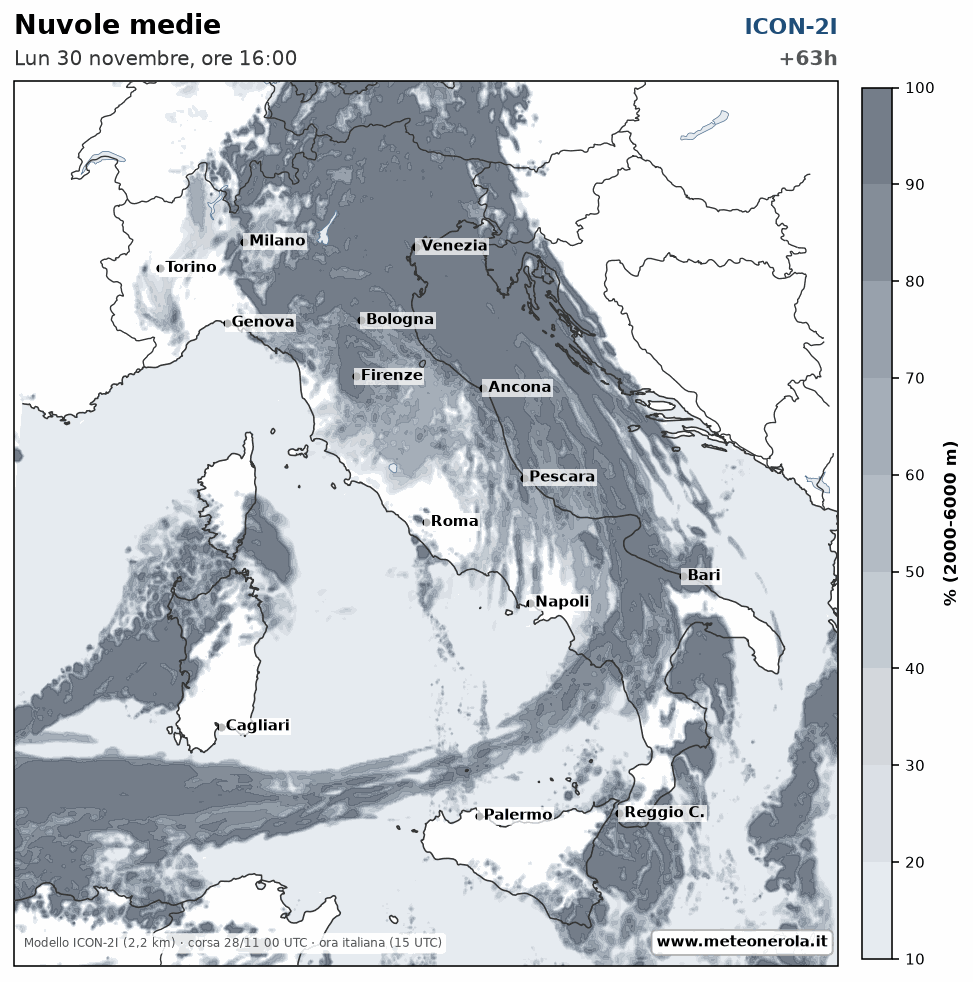 Nuvole medie
ICON-2I
Lun 30 novembre, ore 16:00
+63h
Milano
Venezia
Torino
Genova
Bologna
Firenze
Ancona
Pescara
Roma
Bari
Napoli
Cagliari
Palermo
Reggio C.
Modello ICON-2I (2,2 km) · corsa 28/11 00 UTC · ora italiana (15 UTC)
www.meteonerola.it
100
90
80
70
60
50
40
30
20
10
% (2000-6000 m)